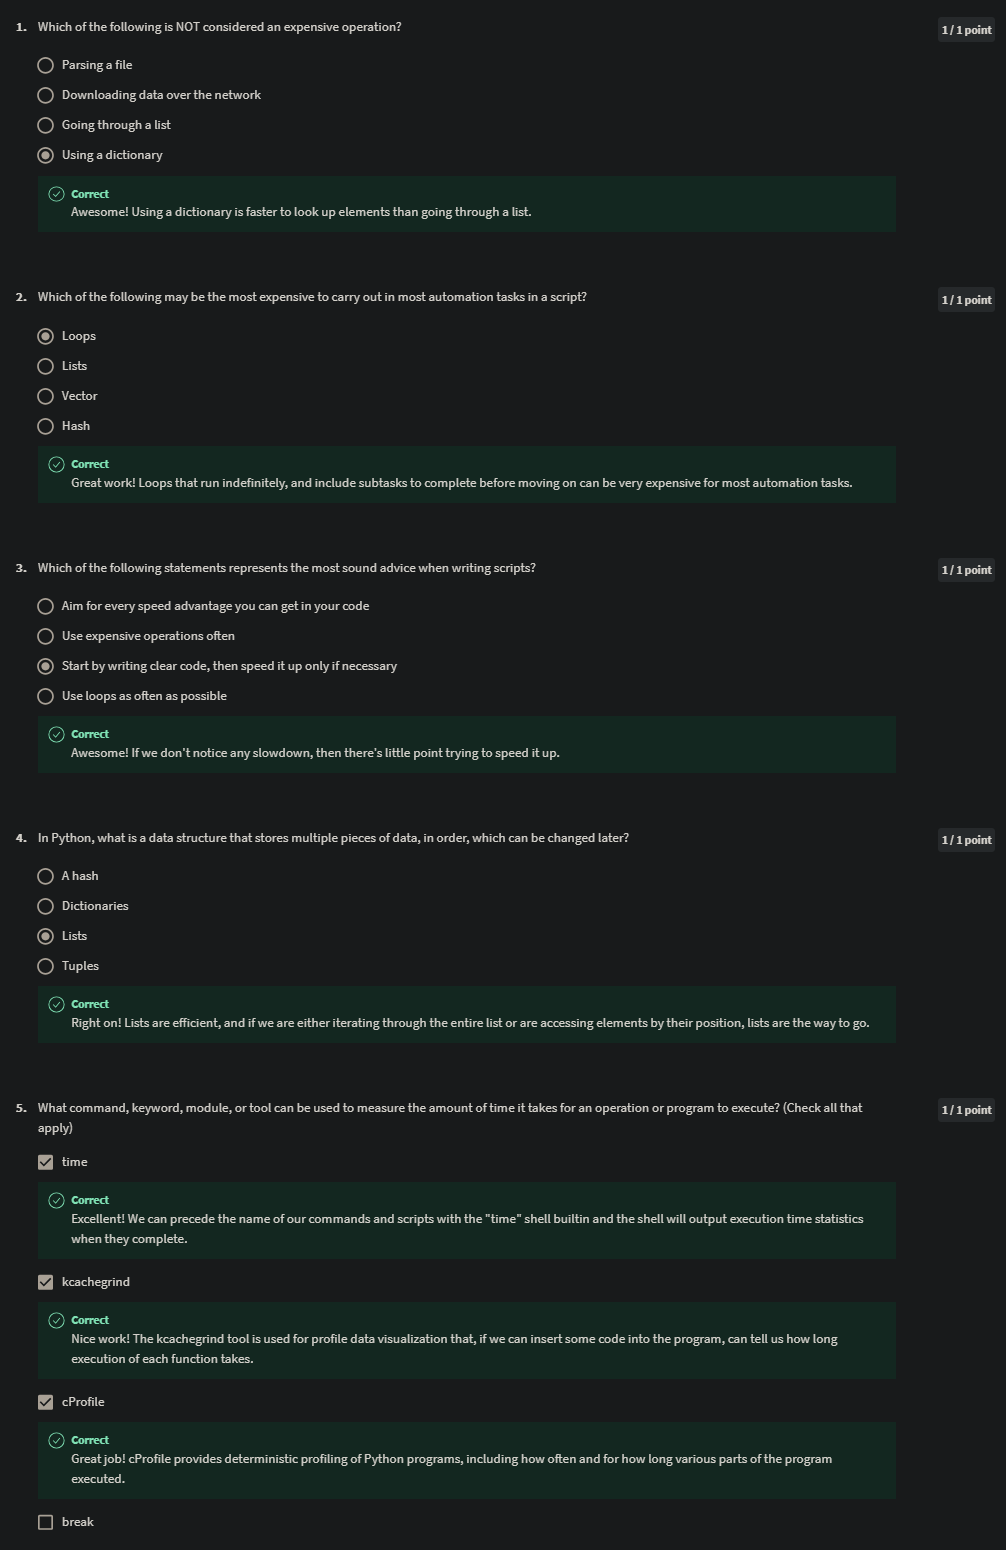 1. Which of the following is NOT considered an expensive operation?
1 / 1 point
Parsing a file
Downloading data over the network
Going through a list
Using a dictionary
Correct
Awesome! Using a dictionary is faster to look up elements than going through a list.
2. Which of the following may be the most expensive to carry out in most automation tasks in a script?
1 / 1 point
Loops
Lists
Vector
Hash
Correct
Great work! Loops that run indefinitely, and include subtasks to complete before moving on can be very expensive for most automation tasks.
3. Which of the following statements represents the most sound advice when writing scripts?
1 / 1 point
Aim for every speed advantage you can get in your code
Use expensive operations often
Start by writing clear code, then speed it up only if necessary
Use loops as often as possible
Correct
Awesome! If we don't notice any slowdown, then there's little point trying to speed it up.
4. In Python, what is a data structure that stores multiple pieces of data, in order, which can be changed later?
1 / 1 point
A hash
Dictionaries
Lists
Tuples
Correct
Right on! Lists are efficient, and if we are either iterating through the entire list or are accessing elements by their position, lists are the way to go.
5. What command, keyword, module, or tool can be used to measure the amount of time it takes for an operation or program to execute? (Check all that
apply)
1 / 1 point
time
Correct
Excellent! We can precede the name of our commands and scripts with the "time" shell builtin and the shell will output execution time statistics
when they complete.
kcachegrind
Correct
Nice work! The kcachegrind tool is used for profile data visualization that, if we can insert some code into the program, can tell us how long
execution of each function takes.
cProfile
Correct
Great job! cProfile provides deterministic profiling of Python programs, including how often and for how long various parts of the program
executed.
break